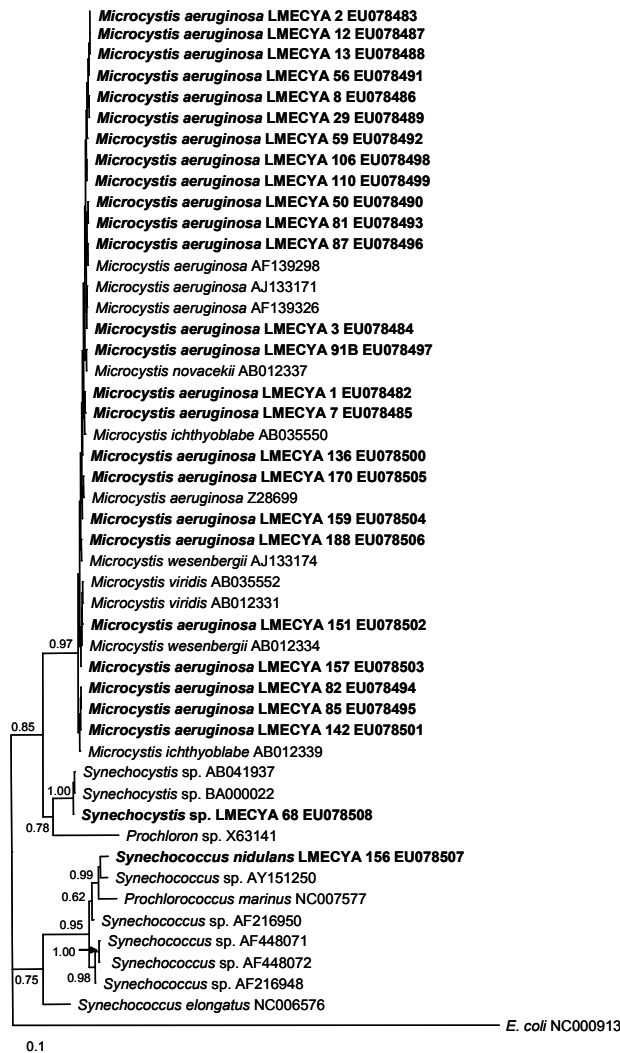 Microcystis aeruginosa LMECYA 2 EU078483
Microcystis aeruginosa LMECYA 12 EU078487
Microcystis aeruginosa LMECYA 13 EU078488
Microcystis aeruginosa LMECYA 56 EU078491
Microcystis aeruginosa LMECYA 8 EU078486
Microcystis aeruginosa LMECYA 29 EU078489
Microcystis aeruginosa LMECYA 59 EU078492
Microcystis aeruginosa LMECYA 106 EU078498
Microcystis aeruginosa LMECYA 110 EU078499
Microcystis aeruginosa LMECYA 50 EU078490
Microcystis aeruginosa LMECYA 81 EU078493
Microcystis aeruginosa LMECYA 87 EU078496
Microcystis aeruginosa AF139298
Microcystis aeruginosa AJ133171
Microcystis aeruginosa AF139326
Microcystis aeruginosa LMECYA 3 EU078484
Microcystis aeruginosa LMECYA 91B EU078497
Microcystis novacekii AB012337
Microcystis aeruginosa LMECYA 1 EU078482
Microcystis aeruginosa LMECYA 7 EU078485
Microcystis ichthyoblabe AB035550
Microcystis aeruginosa LMECYA 136 EU078500
Microcystis aeruginosa LMECYA 170 EU078505
Microcystis aeruginosa Z28699
Microcystis aeruginosa LMECYA 159 EU078504
Microcystis aeruginosa LMECYA 188 EU078506
Microcystis wesenbergii AJ133174
Microcystis viridis AB035552
Microcystis viridis AB012331
Microcystis aeruginosa LMECYA 151 EU078502
0.97 Microcystis wesenbergii AB012334
Microcystis aeruginosa LMECYA 157 EU078503
Microcystis aeruginosa LMECYA 82 EU078494
Microcystis aeruginosa LMECYA 85 EU078495
0.85 Microcystis aeruginosa LMECYA 142 EU078501
Microcystis ichthyoblabe AB012339
Synechocystis sp. AB041937
1.00 Synechocystis sp. BA000022
Synechocystis sp. LMECYA 68 EU078508
0.78 Prochloron sp. X63141
Synechococcus nidulans LMECYA 156 EU078507
0.99 Synechococcus sp. AY151250
0.62 Prochlorococcus marinus NC007577
0.95 Synechococcus sp. AF216950
Synechococcus sp. AF448071
1.00 Synechococcus sp. AF448072
0.75 0.98 Synechococcus sp. AF216948
Synechococcus elongatus NC006576
E. coli NC000913
0.1